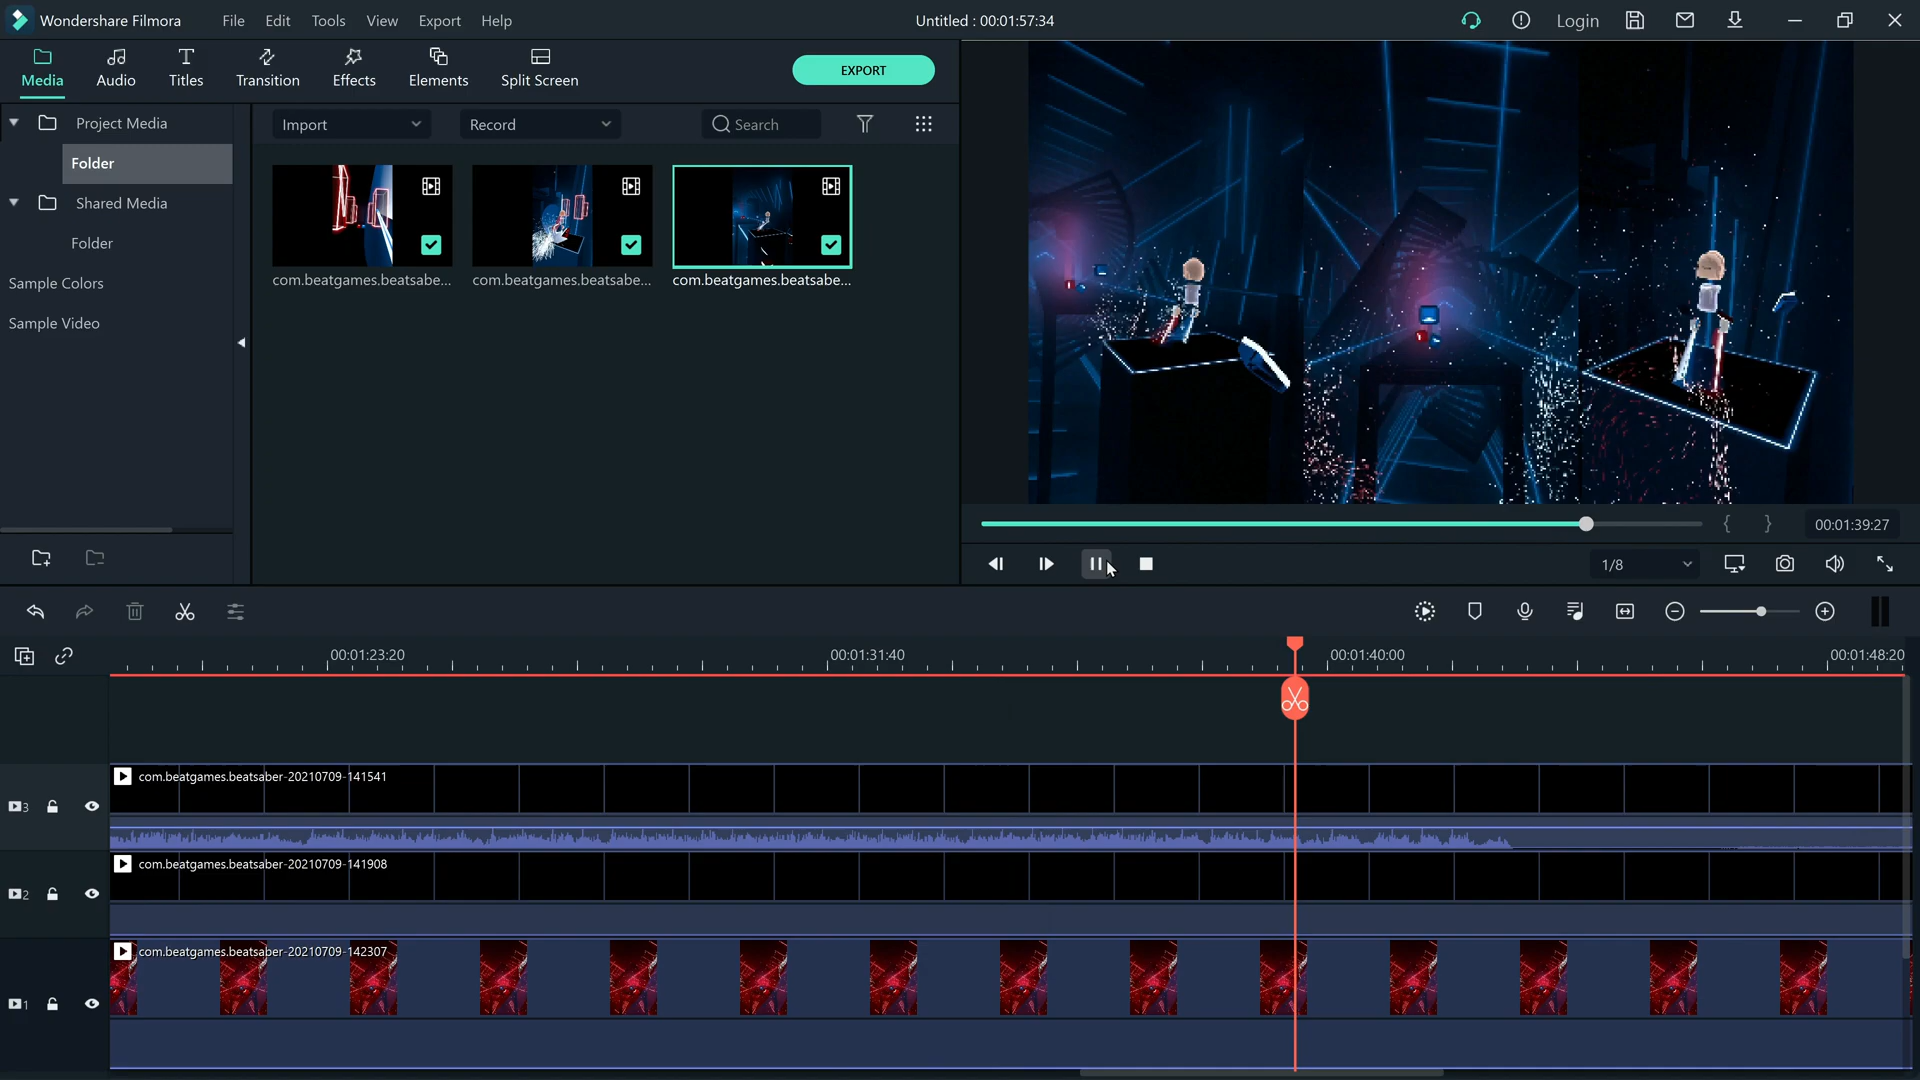 Wondershare Filmora File Edit Tools View Export Help Untitled : 00:01:57:34 Login
Media Audio Titles Transition Effects Elements Split Screen EXPORT
Project Media Import Record Search
Folder
Shared Media
Folder
Sample Colors
Sample Video
com.beatgames.beatsabe... com.beatgames.beatsabe... com.beatgames.beatsabe...
00:01:39:27
1/8
00:01:23:20 00:01:31:40 00:01:40:00 00:01:48:20
com.beatgames.beatsaber-20210709-141541
3
com.beatgames.beatsaber-20210709-141908
2
com.beatgames.beatsaber-20210709-142307
1